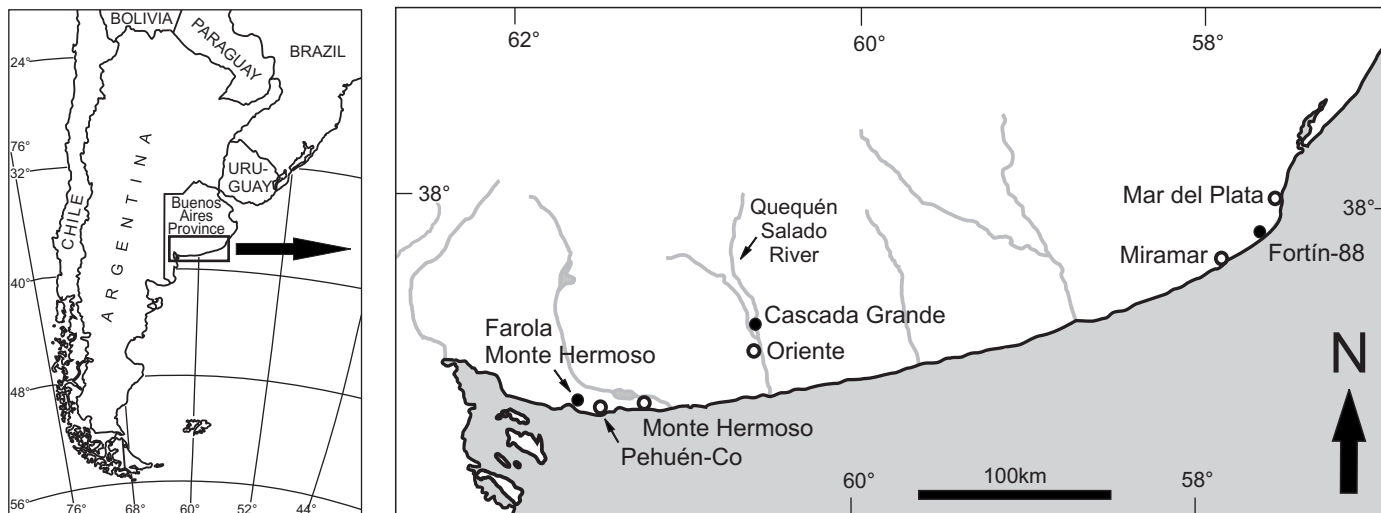 BOLIVIA
PARAGUAY
BRAZIL
24°
76°
32°
URU-
GUAY
CHILE
ARGENTINA
Buenos
Aires
Province
40°
48°
56°
76°
68°
60°
52°
44°
62°
60°
58°
38°
38°
Quequén
Salado
River
Mar del Plata
Miramar
Fortín-88
Cascada Grande
Oriente
Farola
Monte Hermoso
Monte Hermoso
Pehuén-Co
N
100km
60°
58°